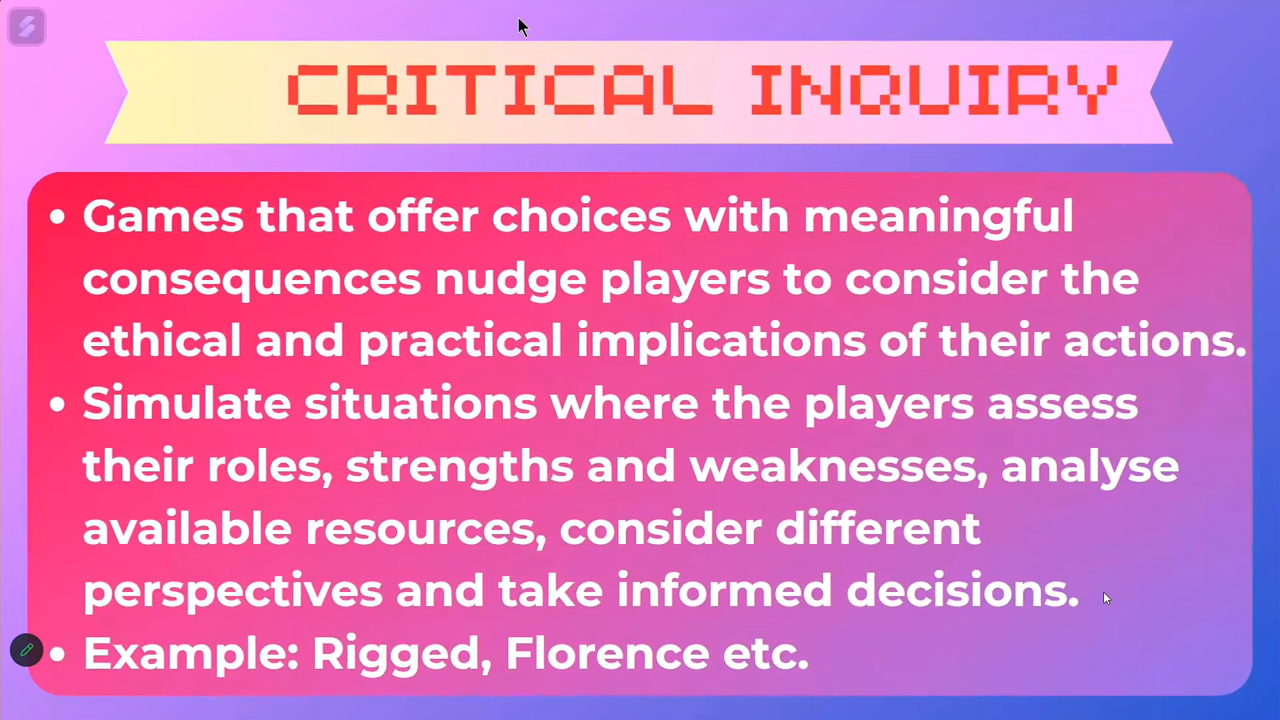 CRITICAL INQUIRY
• Games that offer choices with meaningful
consequences nudge players to consider the
ethical and practical implications of their actions.
• Simulate situations where the players assess
their roles, strengths and weaknesses, analyse
available resources, consider different
perspectives and take informed decisions.
• Example: Rigged, Florence etc.